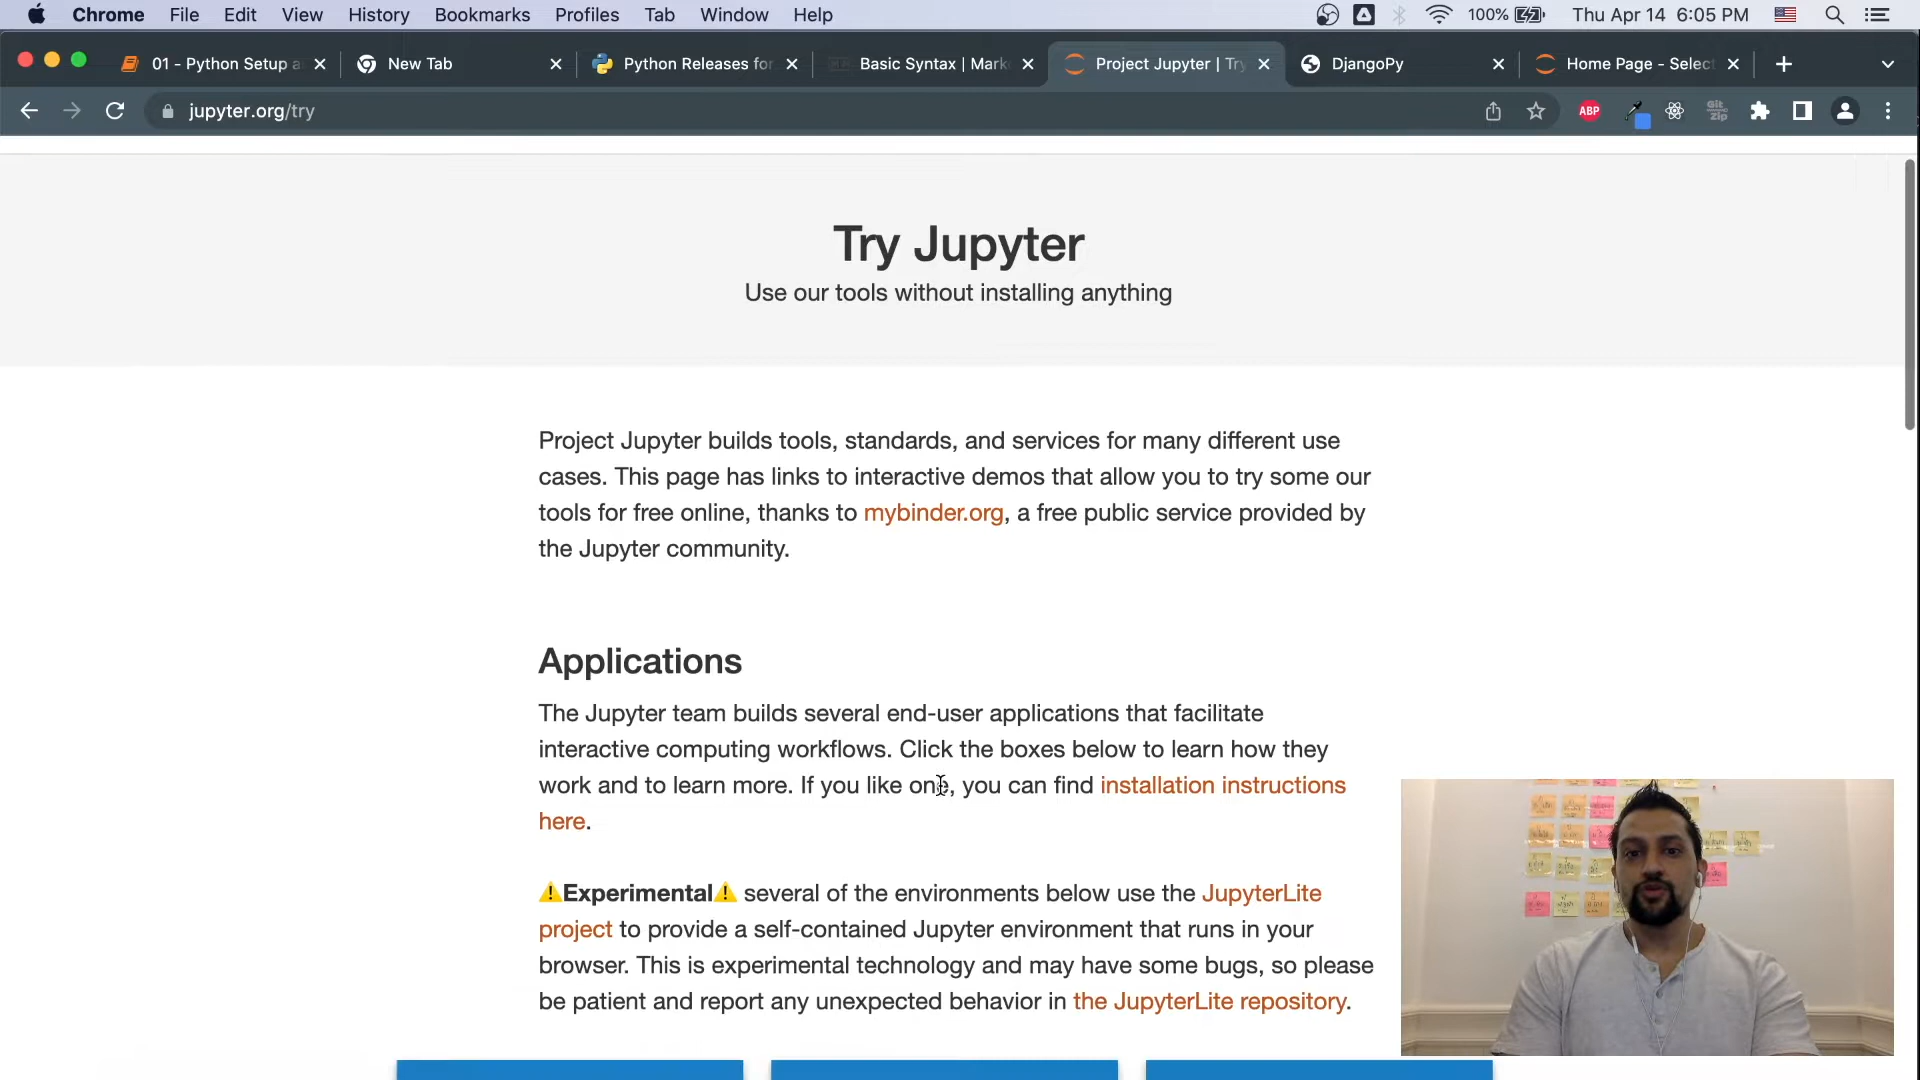 Chrome File Edit View History Bookmarks Profiles Tab Window Help 100% Thu Apr 14 6:05 PM
01 - Python Setup a New Tab Python Releases for Basic Syntax | Mark Project Jupyter | Try DjangoPy Home Page - Select
jupyter.org/try ABP Git Zip
Try Jupyter
Use our tools without installing anything
Project Jupyter builds tools, standards, and services for many different use
cases. This page has links to interactive demos that allow you to try some our
tools for free online, thanks to mybinder.org, a free public service provided by
the Jupyter community.
Applications
The Jupyter team builds several end-user applications that facilitate
interactive computing workflows. Click the boxes below to learn how they
work and to learn more. If you like one, you can find installation instructions
here.
⚠Experimental⚠ several of the environments below use the JupyterLite
project to provide a self-contained Jupyter environment that runs in your
browser. This is experimental technology and may have some bugs, so please
be patient and report any unexpected behavior in the JupyterLite repository.